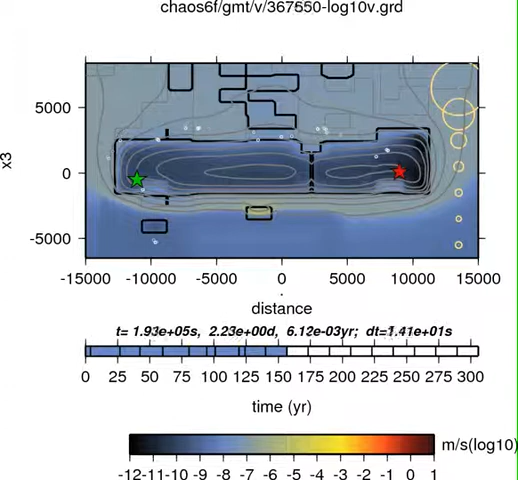 chaos6f/gmt/v/367550-log10v.grd
x3
5000
0
-5000
-15000 -10000 -5000 0 5000 10000 15000
distance
t= 1.93e+05s, 2.23e+00d, 6.12e-03yr; dt=1.41e+01s
0 25 50 75 100 125 150 175 200 225 250 275 300
time (yr)
m/s(log10)
-12-11-10 -9 -8 -7 -6 -5 -4 -3 -2 -1 0 1